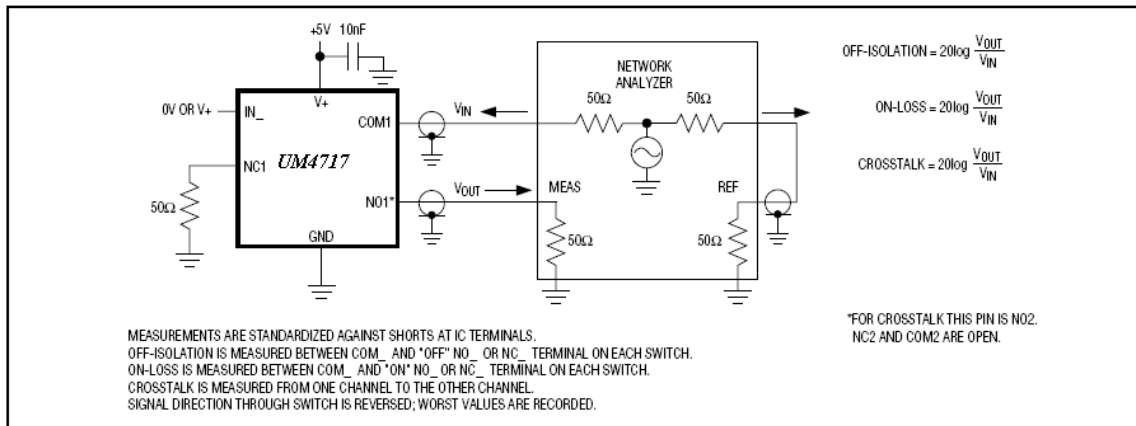 +5V
10nF
V+
0V OR V+
IN_
COM1
UM4717
NC1
50Ω
NO1*
GND
VIN
VOUT
NETWORK
ANALYZER
50Ω
50Ω
MEAS
REF
50Ω
50Ω
OFF-ISOLATION = 20log VOUT
VIN
ON-LOSS = 20log VOUT
VIN
CROSSTALK = 20log VOUT
VIN
MEASUREMENTS ARE STANDARDIZED AGAINST SHORTS AT IC TERMINALS.
OFF-ISOLATION IS MEASURED BETWEEN COM_ AND "OFF" NO_ OR NC_ TERMINAL ON EACH SWITCH.
ON-LOSS IS MEASURED BETWEEN COM_ AND "ON" NO_ OR NC_ TERMINAL ON EACH SWITCH.
CROSSTALK IS MEASURED FROM ONE CHANNEL TO THE OTHER CHANNEL.
SIGNAL DIRECTION THROUGH SWITCH IS REVERSED; WORST VALUES ARE RECORDED.
*FOR CROSSTALK THIS PIN IS NO2.
NC2 AND COM2 ARE OPEN.